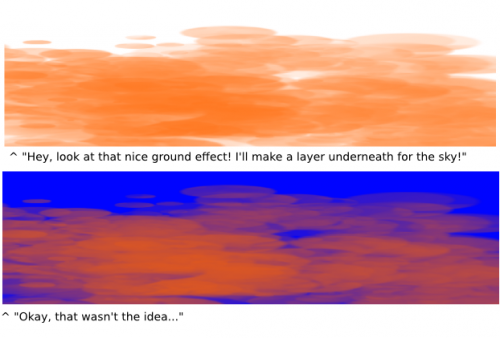 ^ "Hey, look at that nice ground effect! I'll make a layer underneath for the sky!"
^ "Okay, that wasn't the idea..."